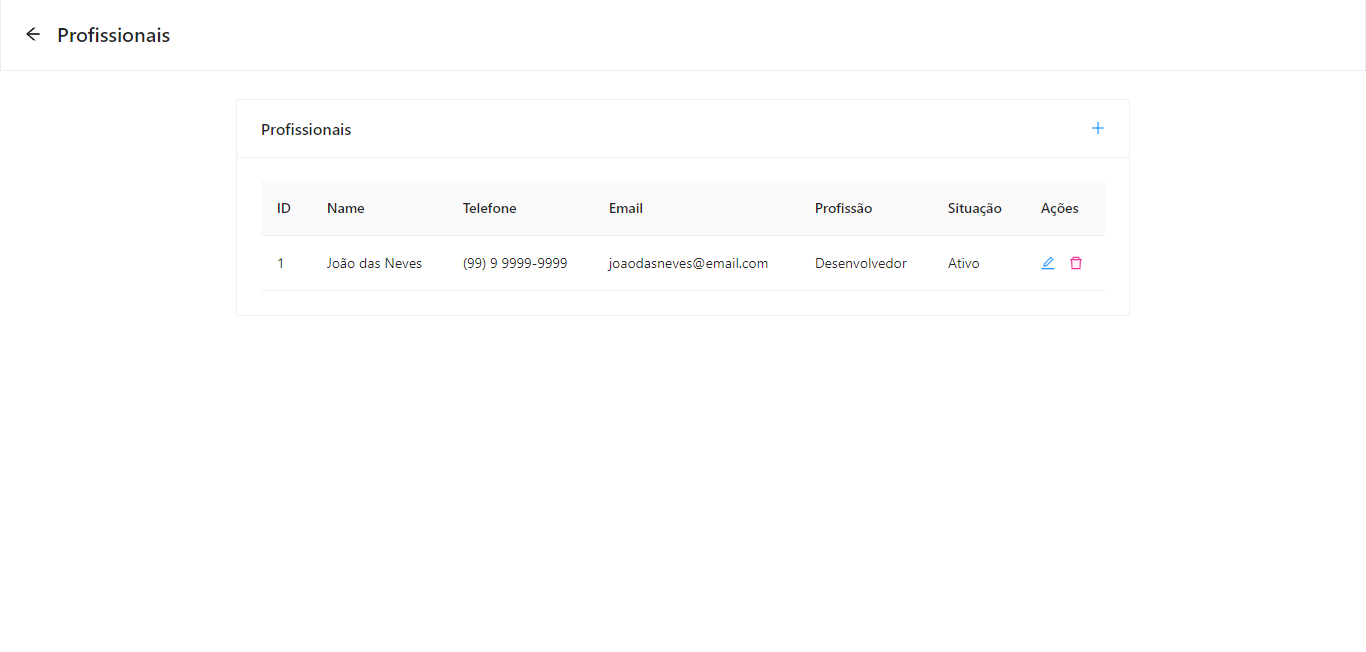 Profissionais
Profissionais
ID Name Telefone Email Profissão Situação Ações
1 João das Neves (99) 9 9999-9999 joaodasneves@email.com Desenvolvedor Ativo